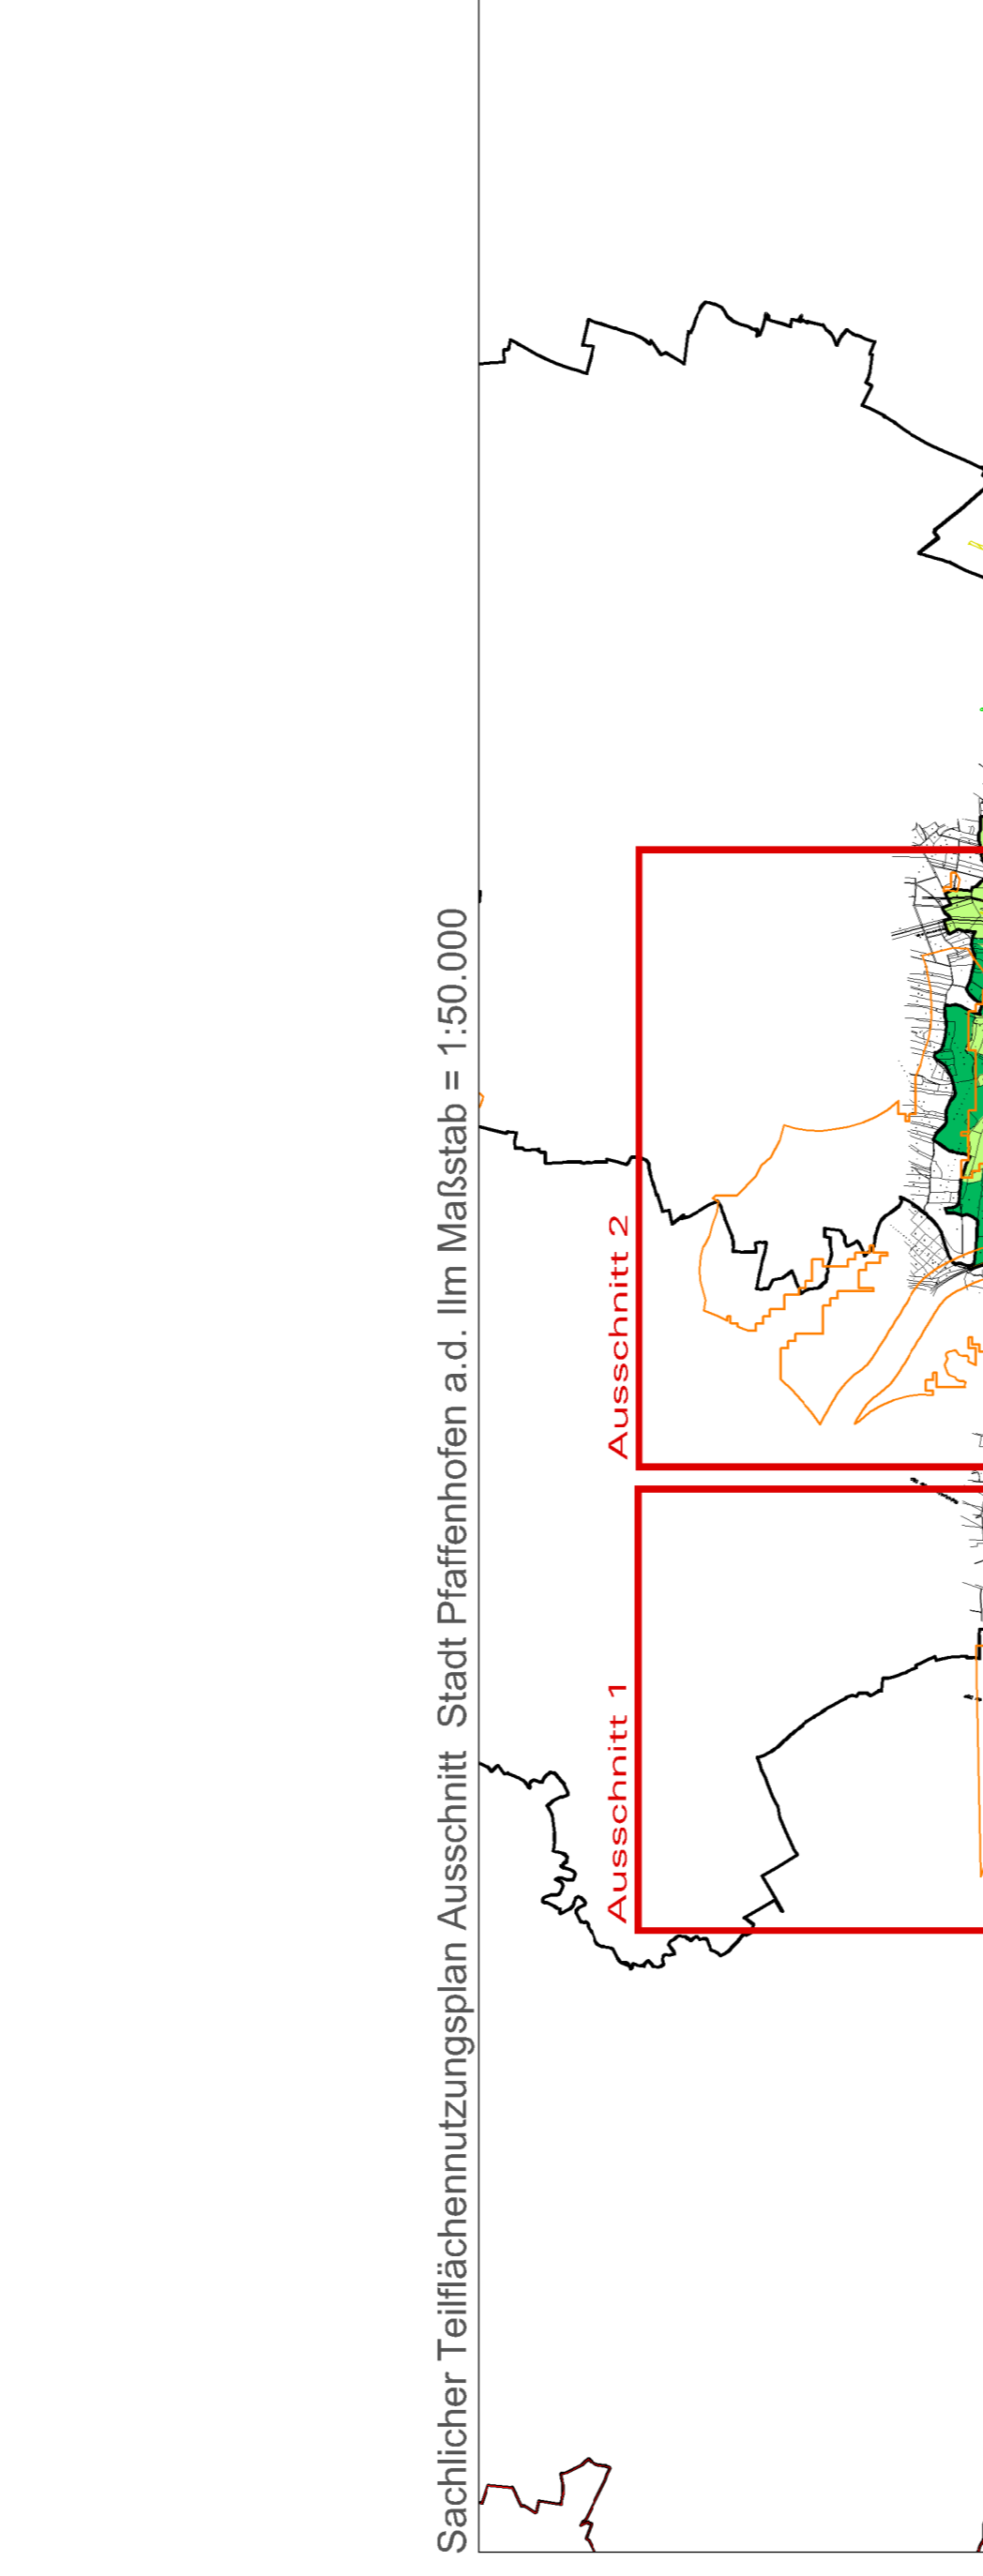 Sachlicher Teilflächennutzungsplan Ausschnitt Stadt Pfaffenhofen a.d. Ilm Maßstab = 1:50.000
Ausschnitt 1
Ausschnitt 2